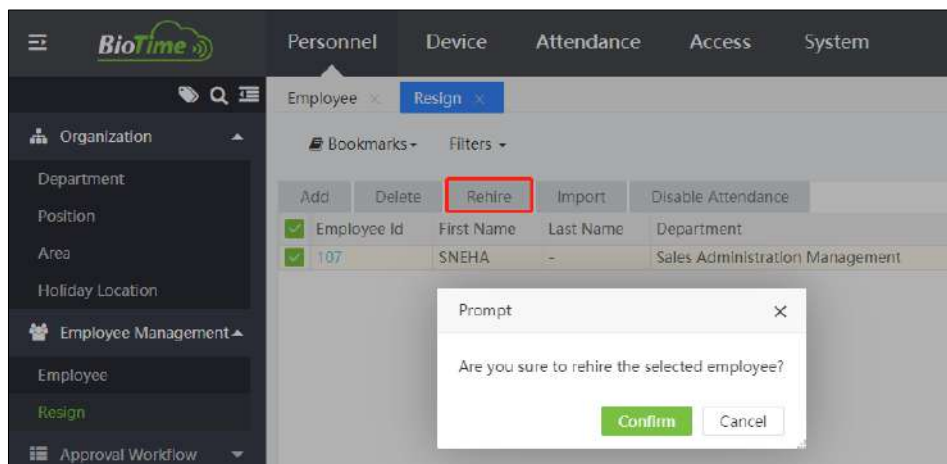 BioTime
Personnel Device Attendance Access System
Employee × Resign ×
Organization
Bookmarks Filters
Department
Add Delete Rehire Import Disable Attendance
Position
Employee Id First Name Last Name Department
Area
107 SNEHA - Sales Administration Management
Holiday Location
Prompt ×
Employee Management
Are you sure to rehire the selected employee?
Employee
Resign
Confirm Cancel
Approval Workflow